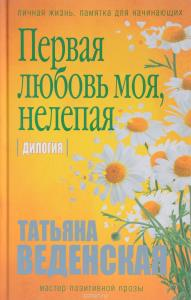 личная жизнь. памятка для начинающих
Первая
любовь моя,
нелепая
| ДИЛОГИЯ |
ТАТЬЯНА
ВЕДЕНСКАЯ
мастер позитивной прозы